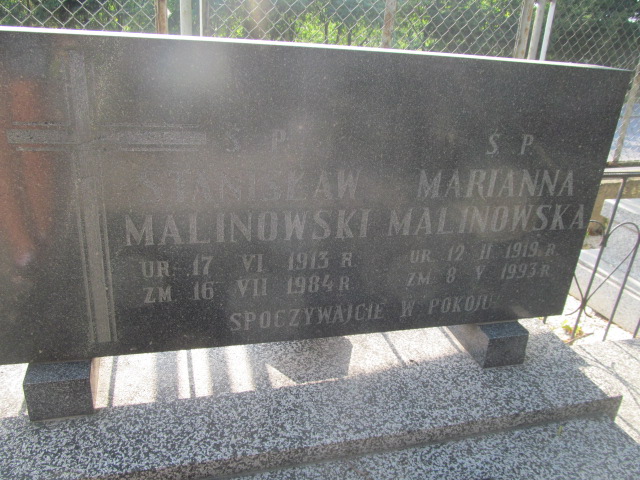 Ś P
STANISŁAW
MALINOWSKI
UR. 17 VI 1913 R
ZM. 16 VII 1984 R
Ś P
MARIANNA
MALINOWSKA
UR. 12 II 1919 R
ZM. 8 V 1993 R
SPOCZYWAJCIE W POKOJU